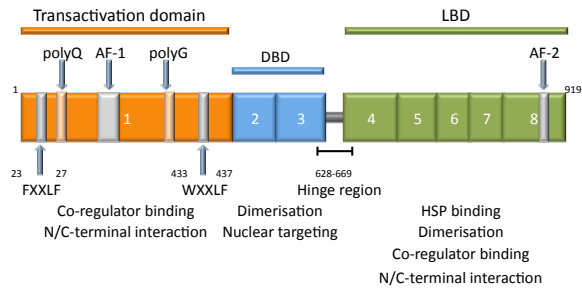 Transactivation domain
LBD
polyQ AF-1 polyG
DBD
AF-2
1
919
1 2 3 4 5 6 7 8
23 27 433 437 628-669
FXXLF WXXLF Hinge region
Co-regulator binding Dimerisation HSP binding
N/C-terminal interaction Nuclear targeting Dimerisation
Co-regulator binding
N/C-terminal interaction